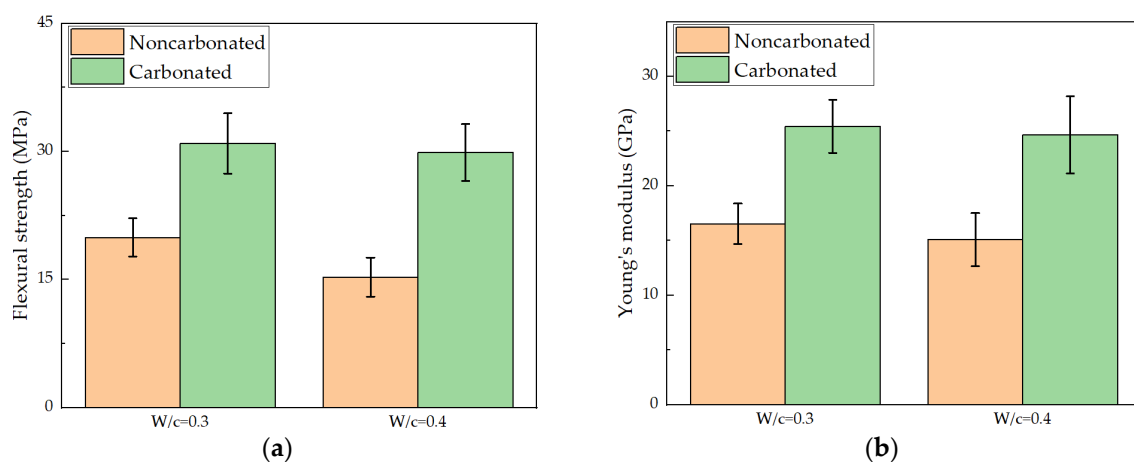 45
30
15
0
Flexural strength (MPa)
Noncarbonated
Carbonated
W/c=0.3
W/c=0.4
(a)
30
20
10
0
Young's modulus (GPa)
Noncarbonated
Carbonated
W/c=0.3
W/c=0.4
(b)